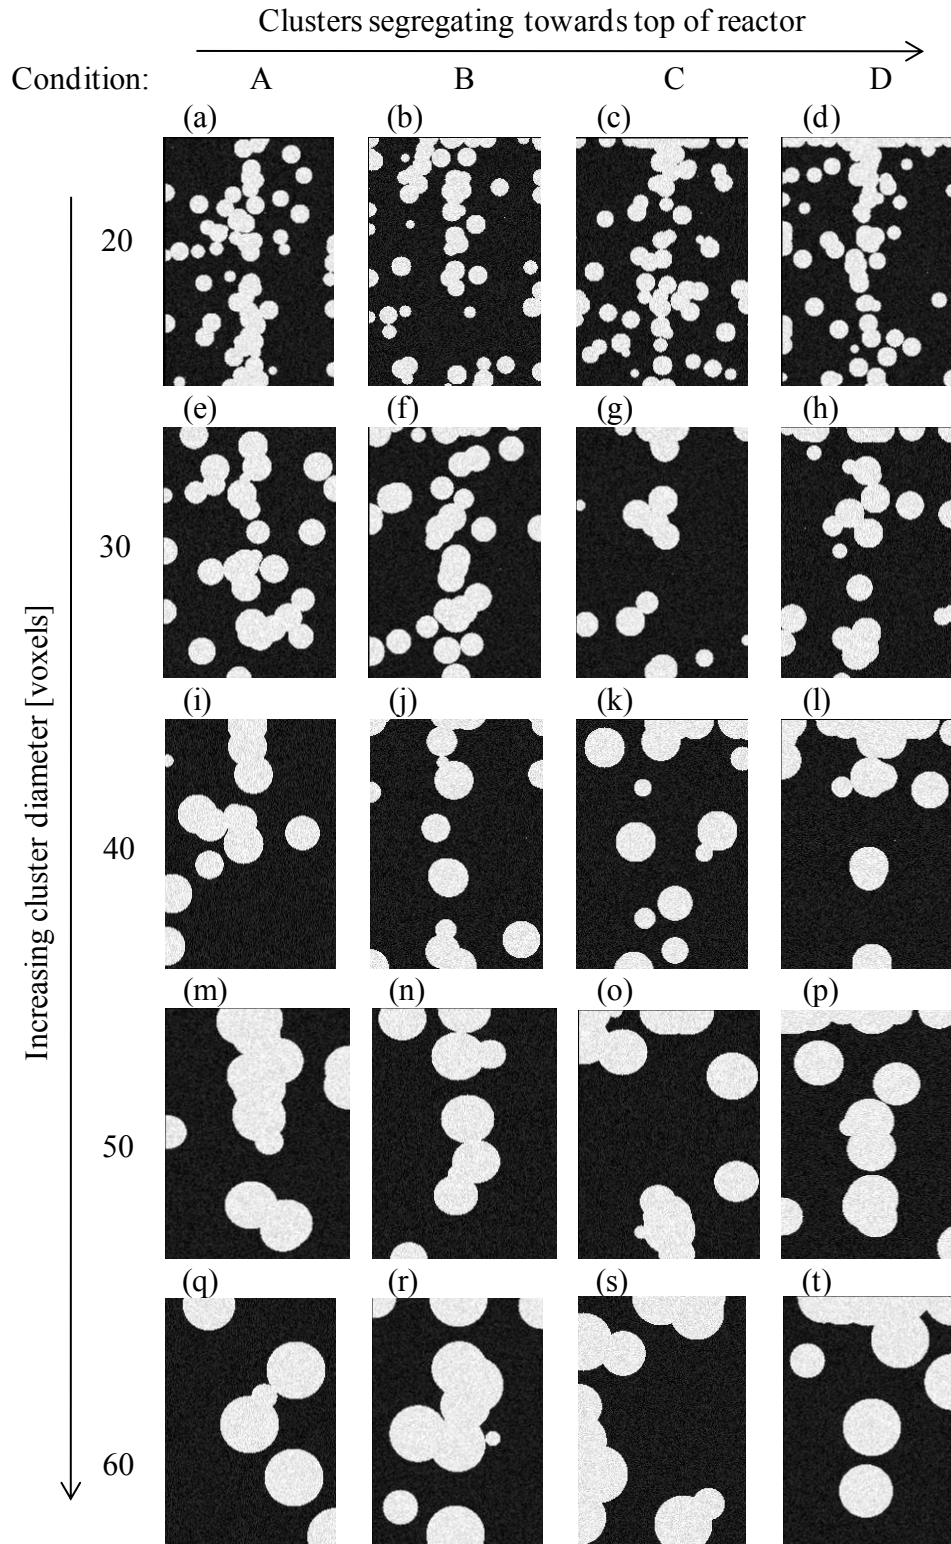 Clusters segregating towards top of reactor
Condition: A B C D
(a) (b) (c) (d)
20
(e) (f) (g) (h)
30
(i) (j) (k) (l)
40
(m) (n) (o) (p)
50
(q) (r) (s) (t)
60
Increasing cluster diameter [voxels]